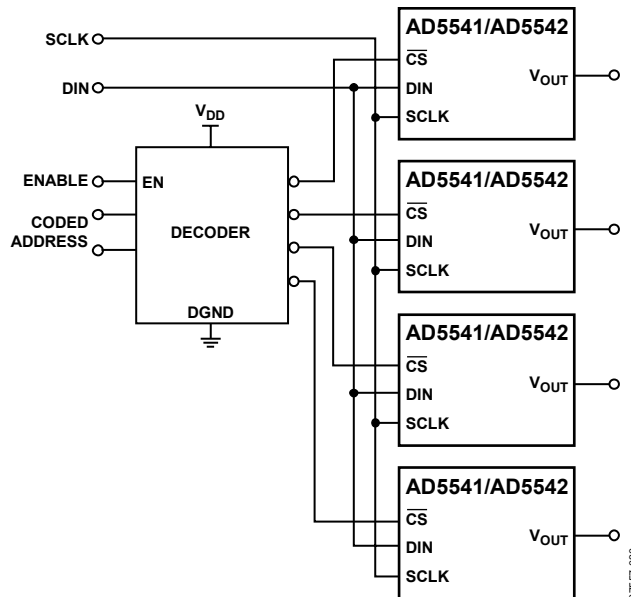 SCLK
DIN
VDD
ENABLE
EN
CODED
ADDRESS
DECODER
DGND
AD5541/AD5542
CS
DIN
SCLK
VOUT
AD5541/AD5542
CS
DIN
SCLK
VOUT
AD5541/AD5542
CS
DIN
SCLK
VOUT
AD5541/AD5542
CS
DIN
SCLK
VOUT